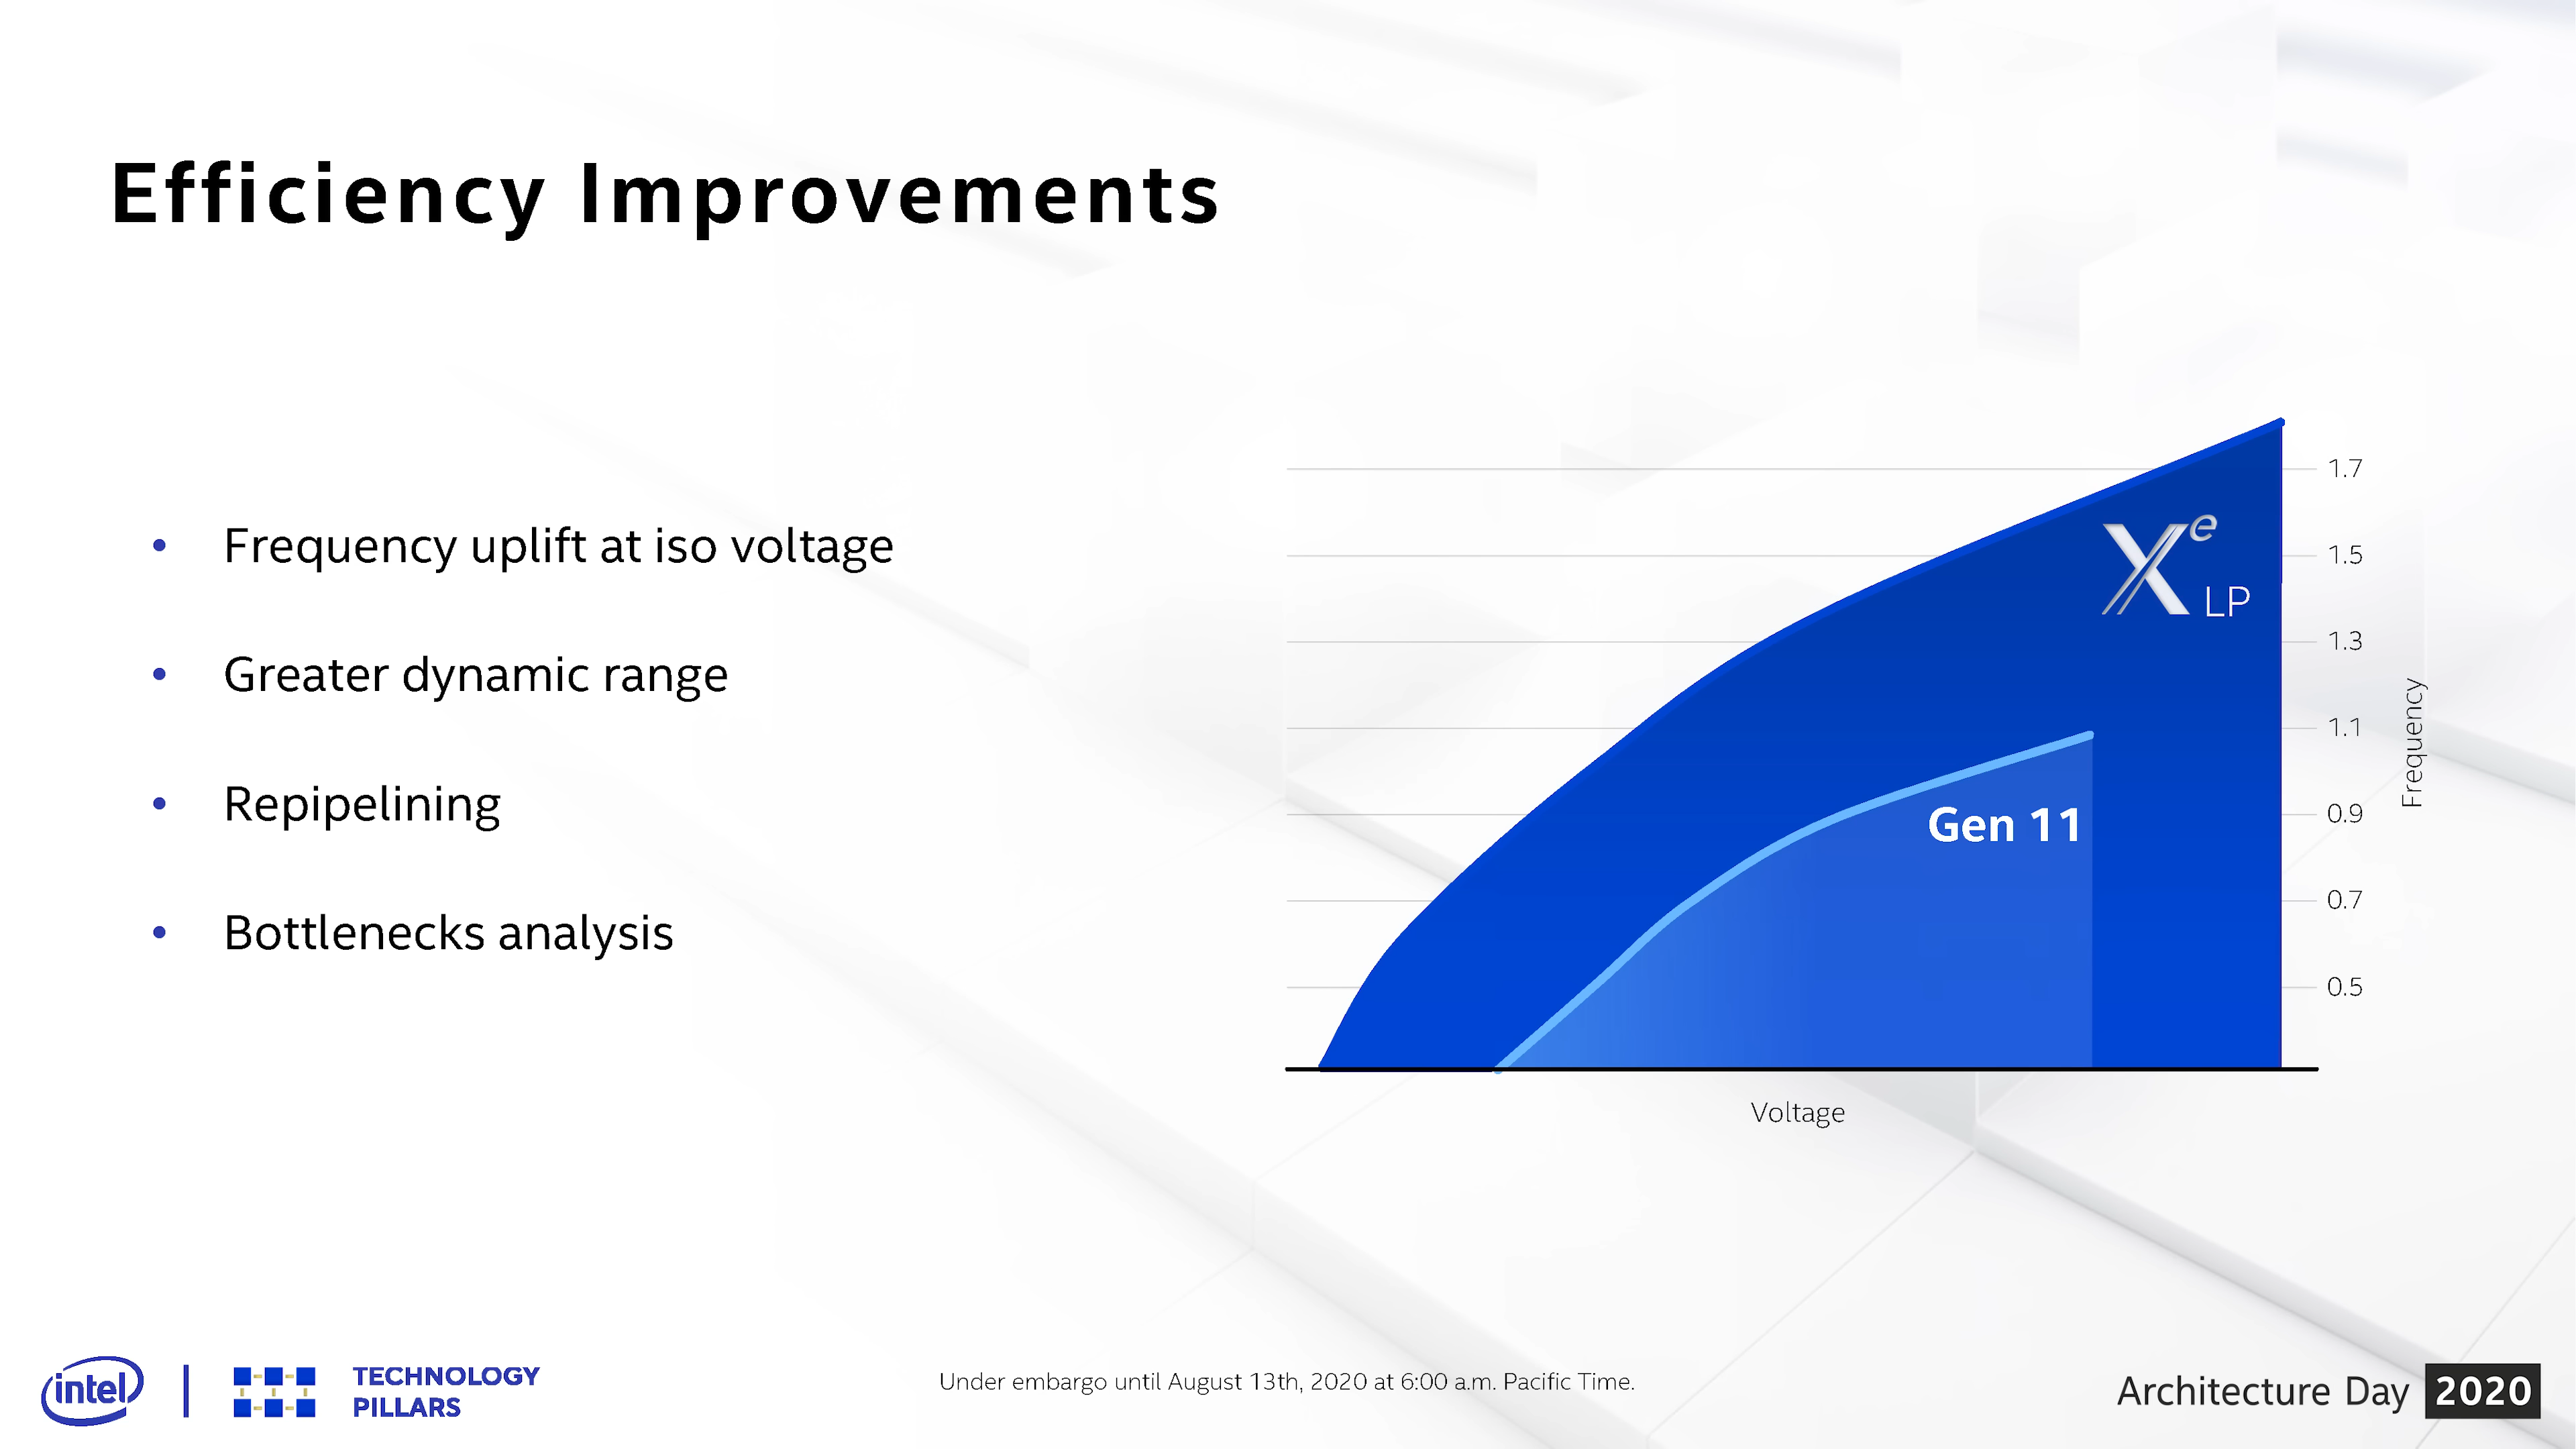 Efficiency Improvements
• Frequency uplift at iso voltage
• Greater dynamic range
• Repipelining
• Bottlenecks analysis
1.7
1.5
1.3
1.1
0.9
0.7
0.5
Frequency
Xe
LP
Gen 11
Voltage
intel
TECHNOLOGY
PILLARS
Under embargo until August 13th, 2020 at 6:00 a.m. Pacific Time.
Architecture Day 2020